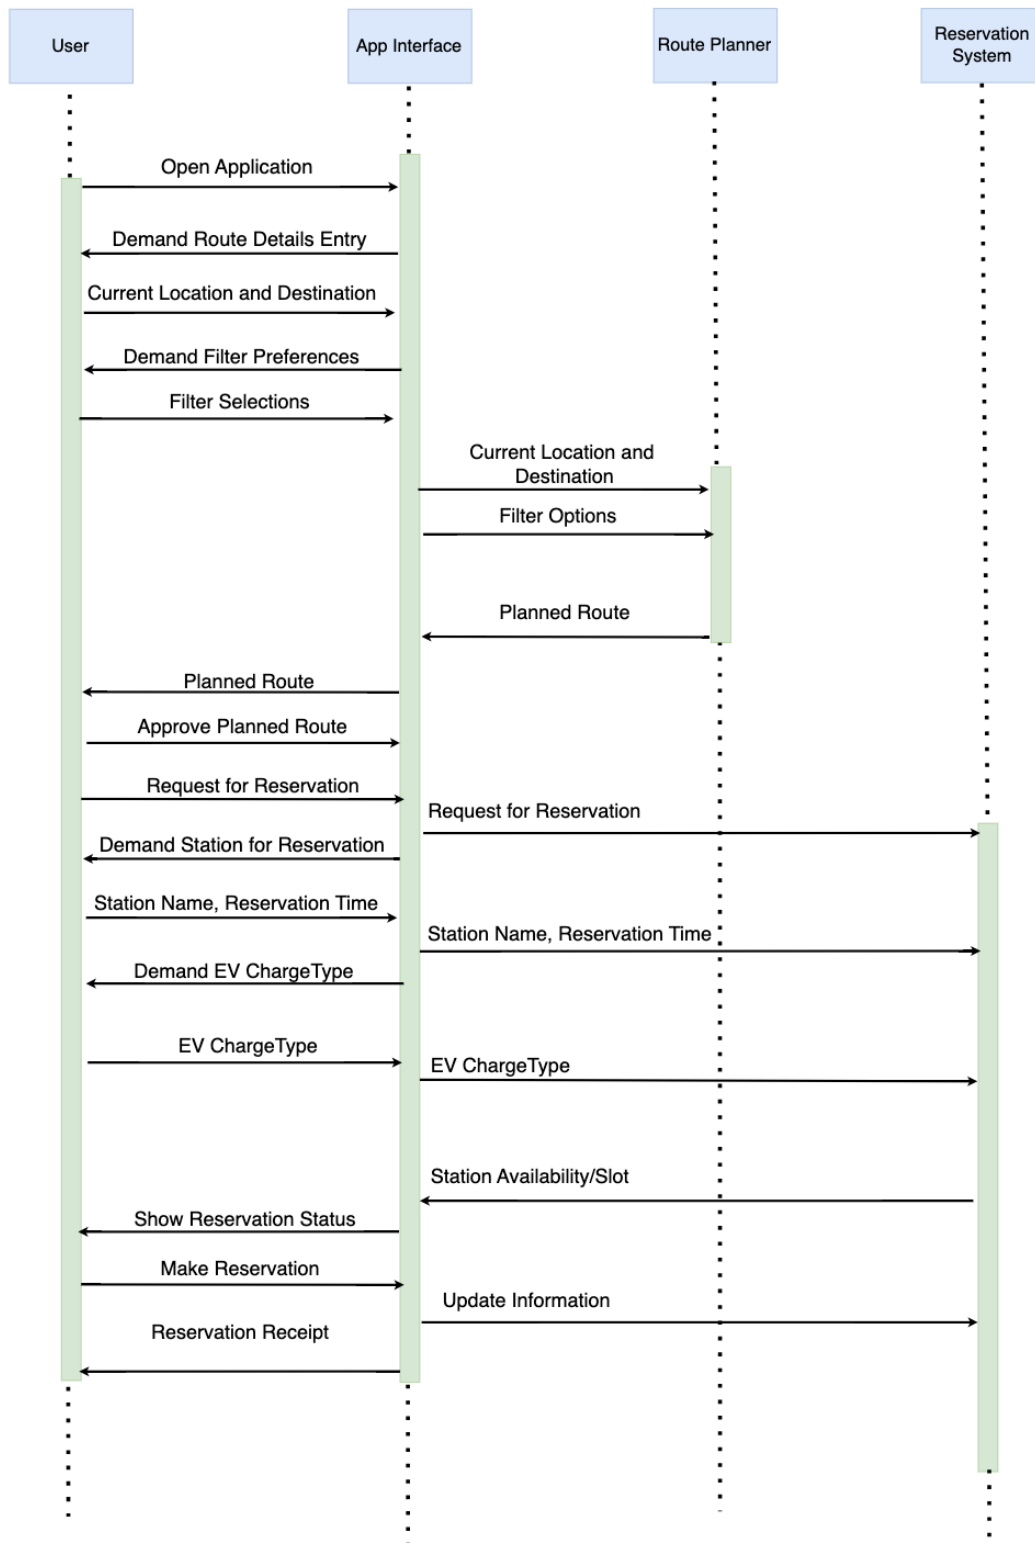 User
App Interface
Route Planner
Reservation
System
Open Application
Demand Route Details Entry
Current Location and Destination
Demand Filter Preferences
Filter Selections
Current Location and
Destination
Filter Options
Planned Route
Planned Route
Approve Planned Route
Request for Reservation
Request for Reservation
Demand Station for Reservation
Station Name, Reservation Time
Station Name, Reservation Time
Demand EV ChargeType
EV ChargeType
EV ChargeType
Station Availability/Slot
Show Reservation Status
Make Reservation
Update Information
Reservation Receipt